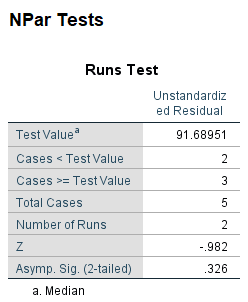 NPar Tests
Runs Test
Unstandardiz
ed Residual
Test Valueᵃ 91.68951
Cases < Test Value 2
Cases >= Test Value 3
Total Cases 5
Number of Runs 2
Z -.982
Asymp. Sig. (2-tailed) .326
a. Median